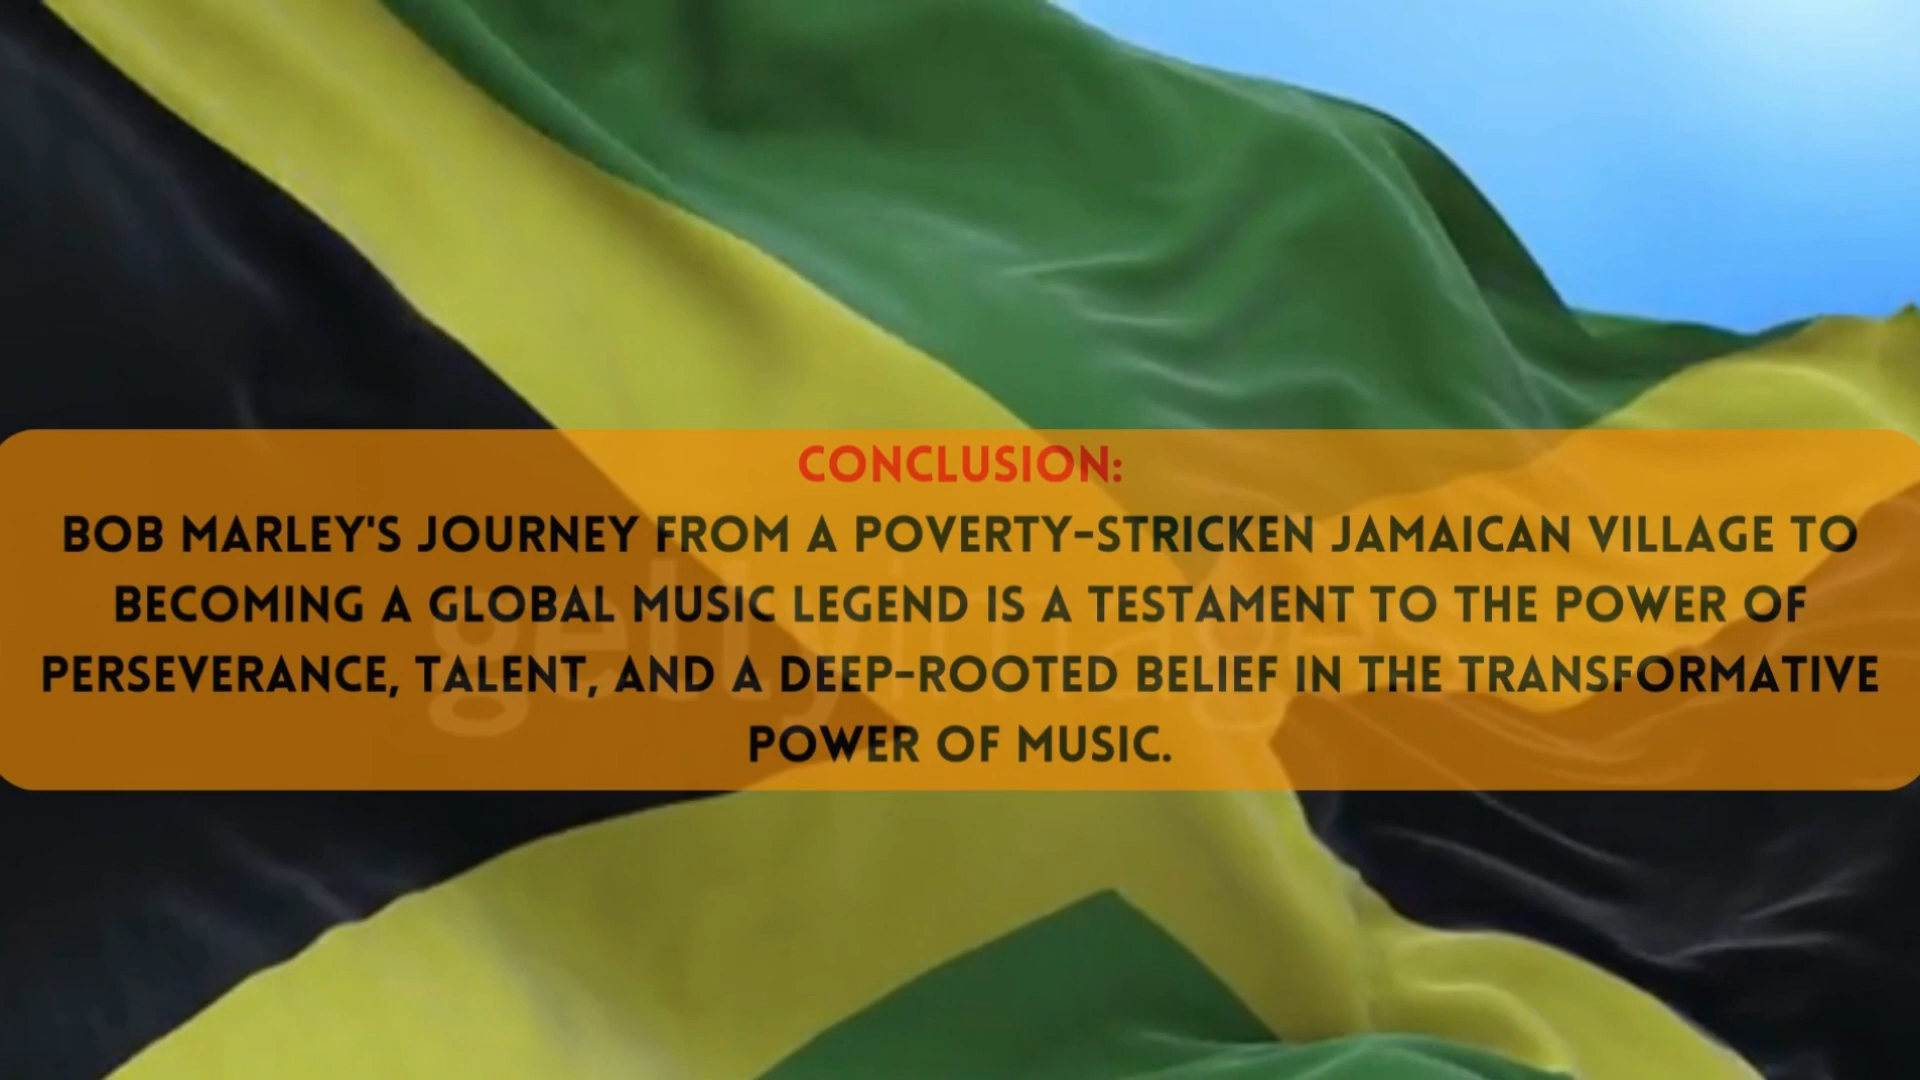 CONCLUSION:
BOB MARLEY'S JOURNEY FROM A POVERTY-STRICKEN JAMAICAN VILLAGE TO
BECOMING A GLOBAL MUSIC LEGEND IS A TESTAMENT TO THE POWER OF
PERSEVERANCE, TALENT, AND A DEEP-ROOTED BELIEF IN THE TRANSFORMATIVE
POWER OF MUSIC.
gettyimages